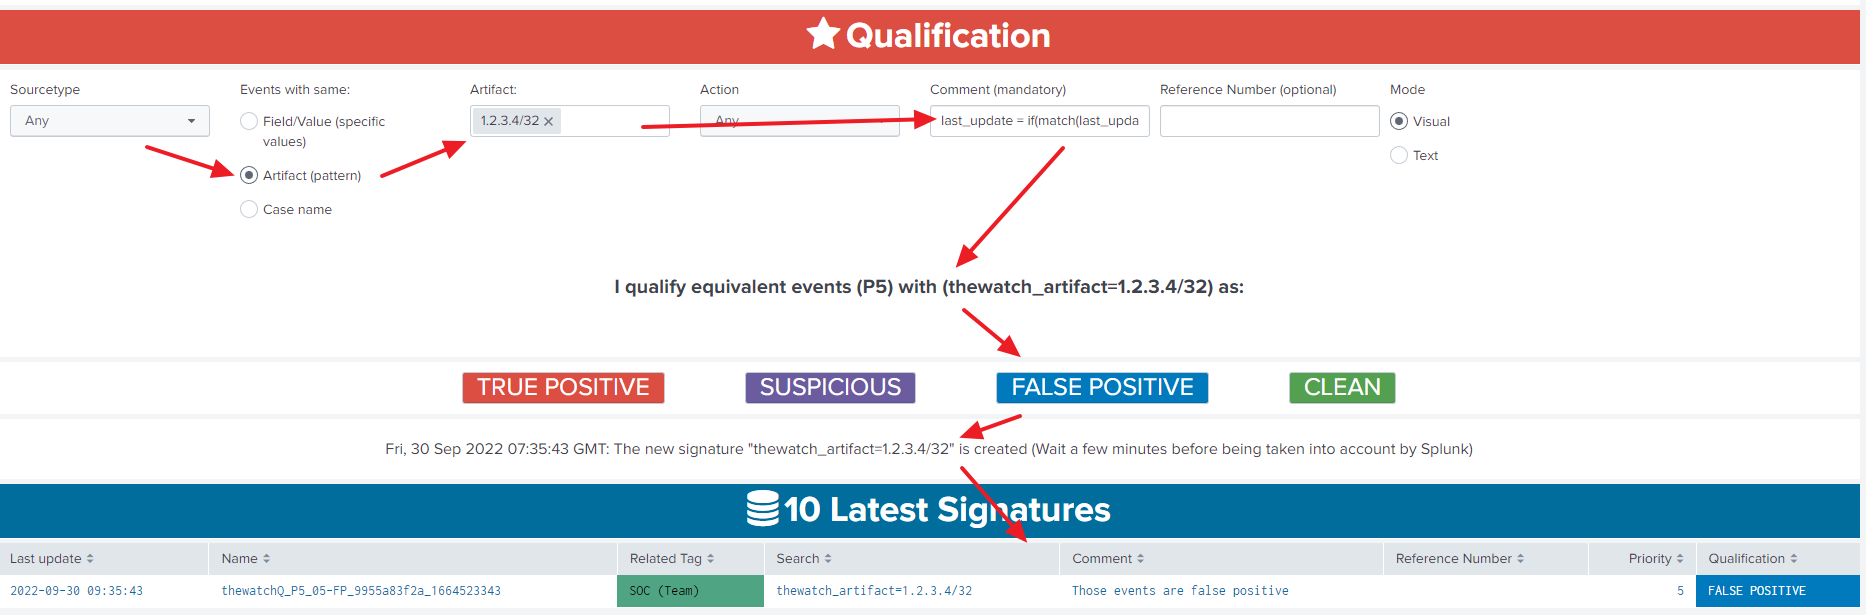 Qualification
Sourcetype
Events with same:
Artifact:
Action
Comment (mandatory)
Reference Number (optional)
Mode
Any
Field/Value (specific
values)
Artifact (pattern)
Case name
1.2.3.4/32 ×
Any
last_update = if(match(last_upda
Visual
Text
I qualify equivalent events (P5) with (thewatch_artifact=1.2.3.4/32) as:
TRUE POSITIVE
SUSPICIOUS
FALSE POSITIVE
CLEAN
Fri, 30 Sep 2022 07:35:43 GMT: The new signature "thewatch_artifact=1.2.3.4/32" is created (Wait a few minutes before being taken into account by Splunk)
10 Latest Signatures
Last update Name Related Tag Search Comment Reference Number Priority Qualification
2022-09-30 09:35:43 thewatchQ_P5_05-FP_9955a83f2a_1664523343 SOC (Team) thewatch_artifact=1.2.3.4/32 Those events are false positive 5 FALSE POSITIVE